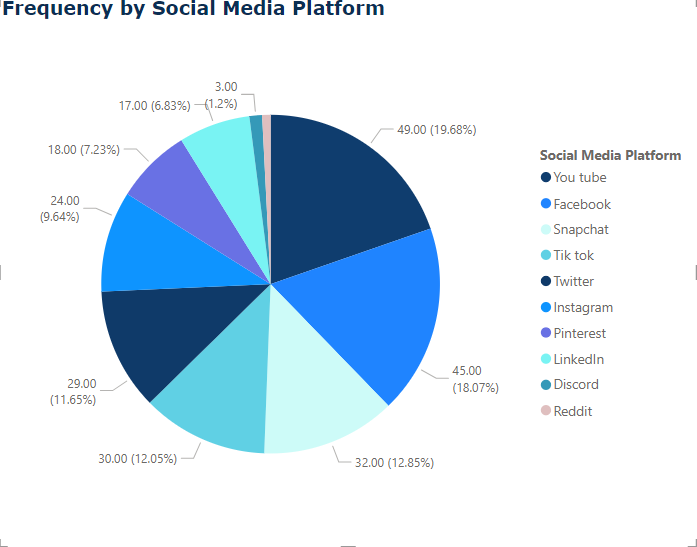 Frequency by Social Media Platform
3.00
(1.2%)
17.00 (6.83%)
49.00 (19.68%)
18.00 (7.23%)
24.00
(9.64%)
29.00
(11.65%)
30.00 (12.05%)
32.00 (12.85%)
45.00
(18.07%)
Social Media Platform
You tube
Facebook
Snapchat
Tik tok
Twitter
Instagram
Pinterest
LinkedIn
Discord
Reddit